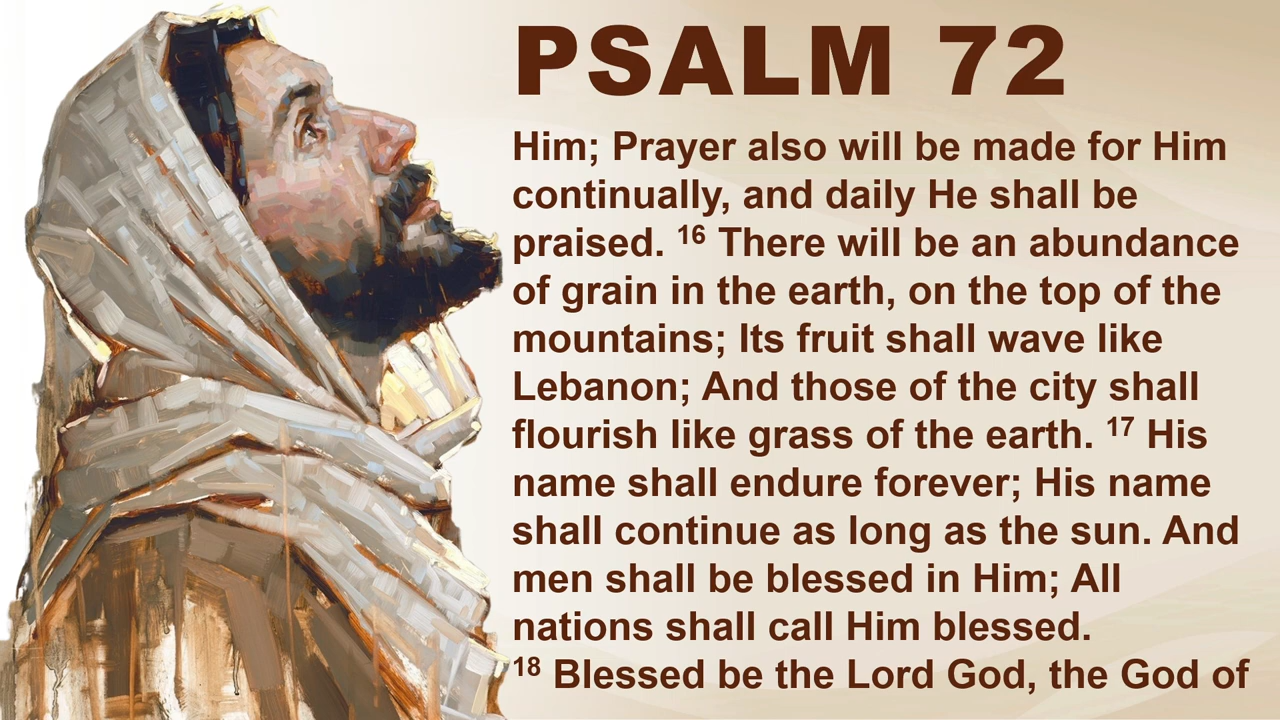 PSALM 72
Him; Prayer also will be made for Him
continually, and daily He shall be
praised. 16 There will be an abundance
of grain in the earth, on the top of the
mountains; Its fruit shall wave like
Lebanon; And those of the city shall
flourish like grass of the earth. 17 His
name shall endure forever; His name
shall continue as long as the sun. And
men shall be blessed in Him; All
nations shall call Him blessed.
18 Blessed be the Lord God, the God of